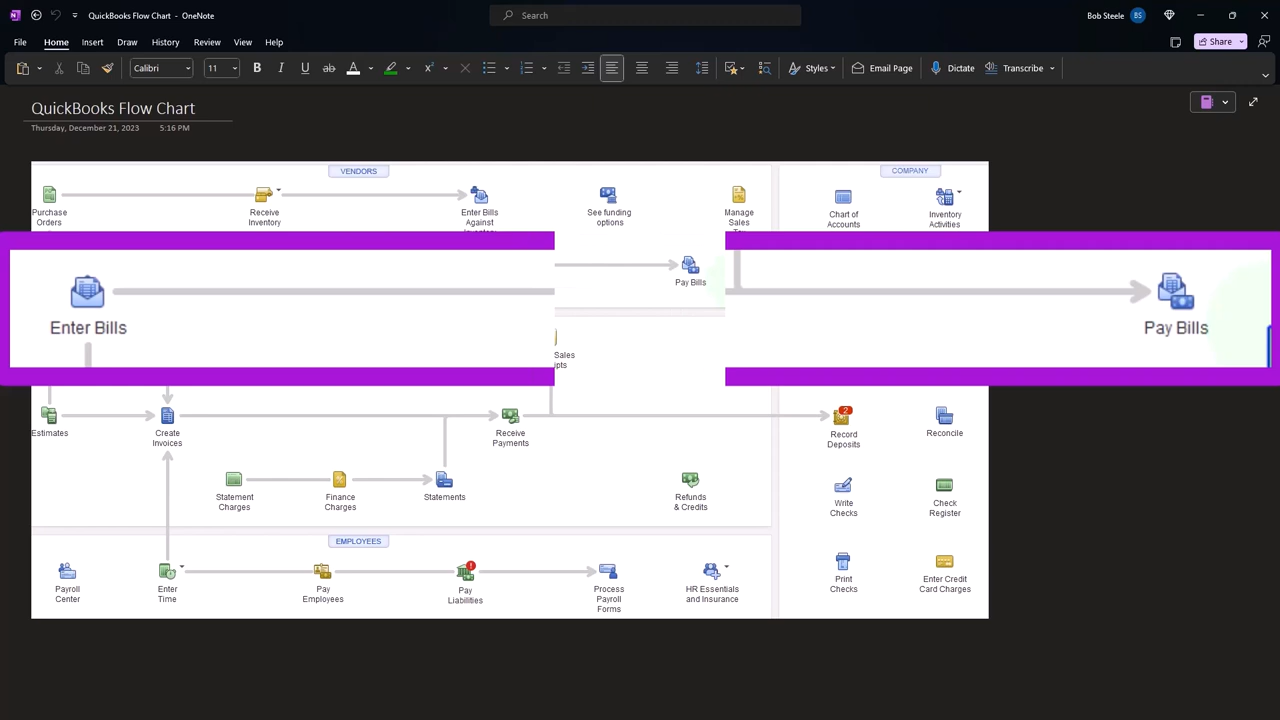 QuickBooks Flow Chart - OneNote
Search
Bob Steele
BS
File
Home
Insert
Draw
History
Review
View
Help
Share
Calibri
11
Styles
Email Page
Dictate
Transcribe
QuickBooks Flow Chart
Thursday, December 21, 2023
5:16 PM
VENDORS
COMPANY
Purchase
Orders
Receive
Inventory
Enter Bills
Against
See funding
options
Manage
Sales
Chart of
Accounts
Inventory
Activities
Pay Bills
Enter Bills
Pay Bills
Sales
Estimates
Create
Invoices
Receive
Payments
2
Record
Deposits
Reconcile
Statement
Charges
Finance
Charges
Statements
Refunds
& Credits
Write
Checks
Check
Register
EMPLOYEES
Payroll
Center
Enter
Time
Pay
Employees
Pay
Liabilities
Process
Payroll
Forms
HR Essentials
and Insurance
Print
Checks
Enter Credit
Card Charges